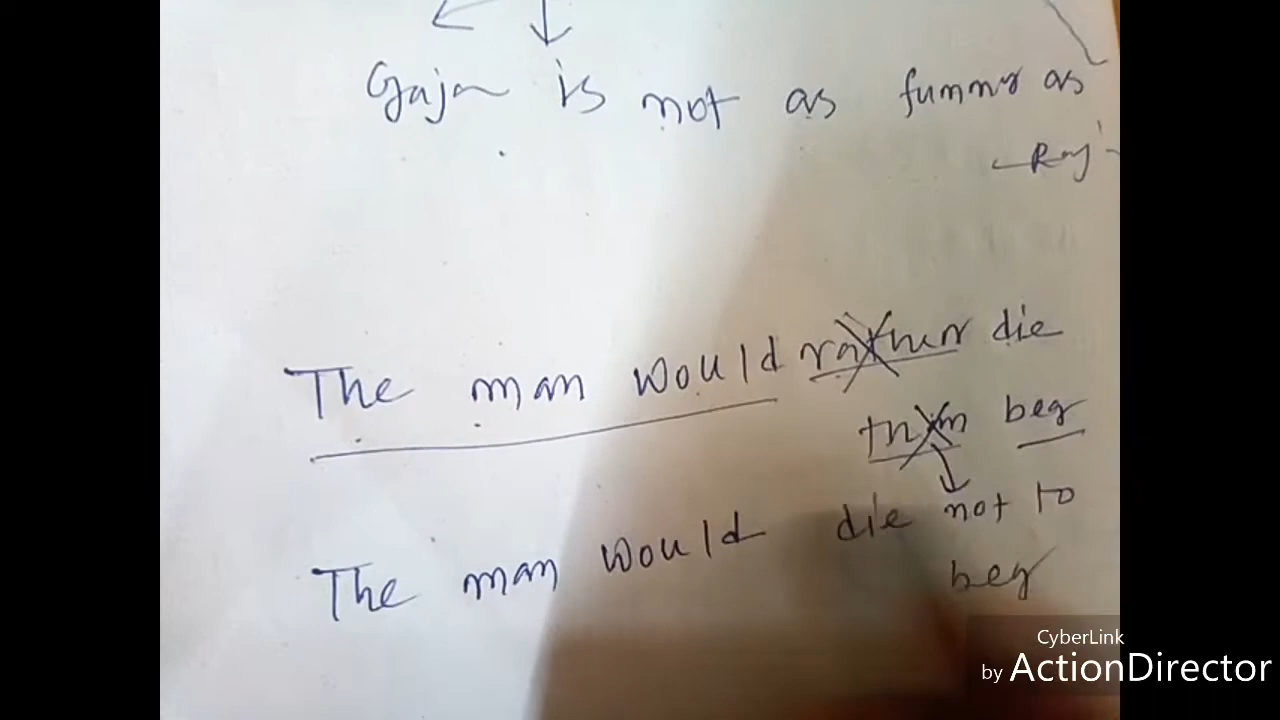 Gaja is not as funny as
Raj
The man would rather die
than beg
The man would die not to
beg
CyberLink
by ActionDirector